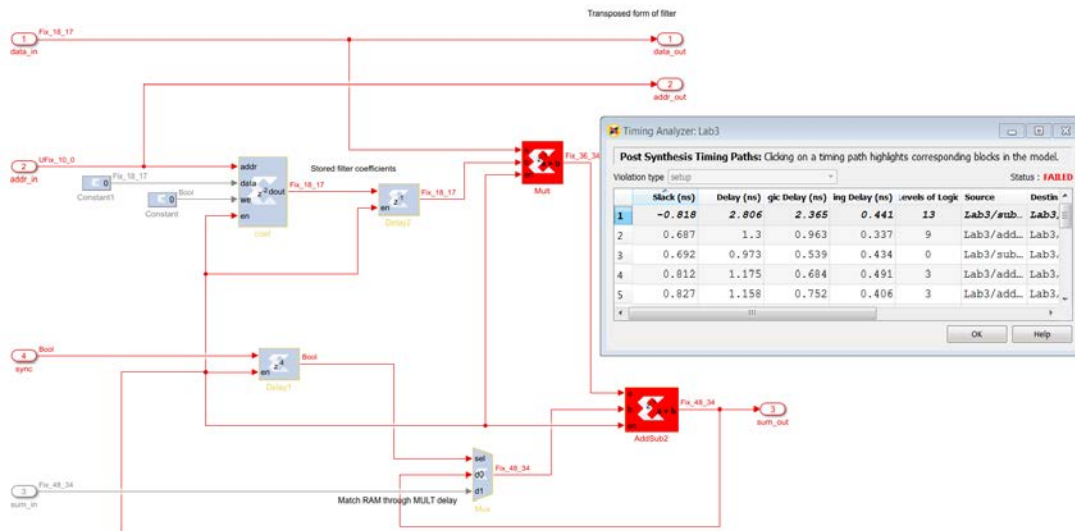 Transposed form of filter
Fix_18_17
1
data_in
1
data_out
2
addr_out
2
UFix_10_0
addr_in
0
Constant1
Fix_18_17
0
Constant
Bool
addr
data
we
en
dout
coef
Fix_18_17
Stored filter coefficients
en
Delay2
Fix_18_17
Mult
Fix_36_34
Timing Analyzer: Lab3
Post Synthesis Timing Paths: Clicking on a timing path highlights corresponding blocks in the model.
Violation type setup Status : FAILED
Slack (ns) Delay (ns) gic Delay (ns) ing Delay (ns) Levels of Logic Source Destin
1 -0.818 2.806 2.365 0.441 13 Lab3/sub... Lab3,
2 0.687 1.3 0.963 0.337 9 Lab3/add... Lab3,
3 0.692 0.973 0.539 0.434 0 Lab3/sub... Lab3,
4 0.812 1.175 0.684 0.491 3 Lab3/add... Lab3,
5 0.827 1.158 0.752 0.406 3 Lab3/add... Lab3,
OK Help
4
Bool
sync
en
Delay1
Bool
AddSub2
Fix_48_34
3
sum_out
3
Fix_48_34
sum_in
Match RAM through MULT delay
sel
d0
d1
Mux
Fix_48_34